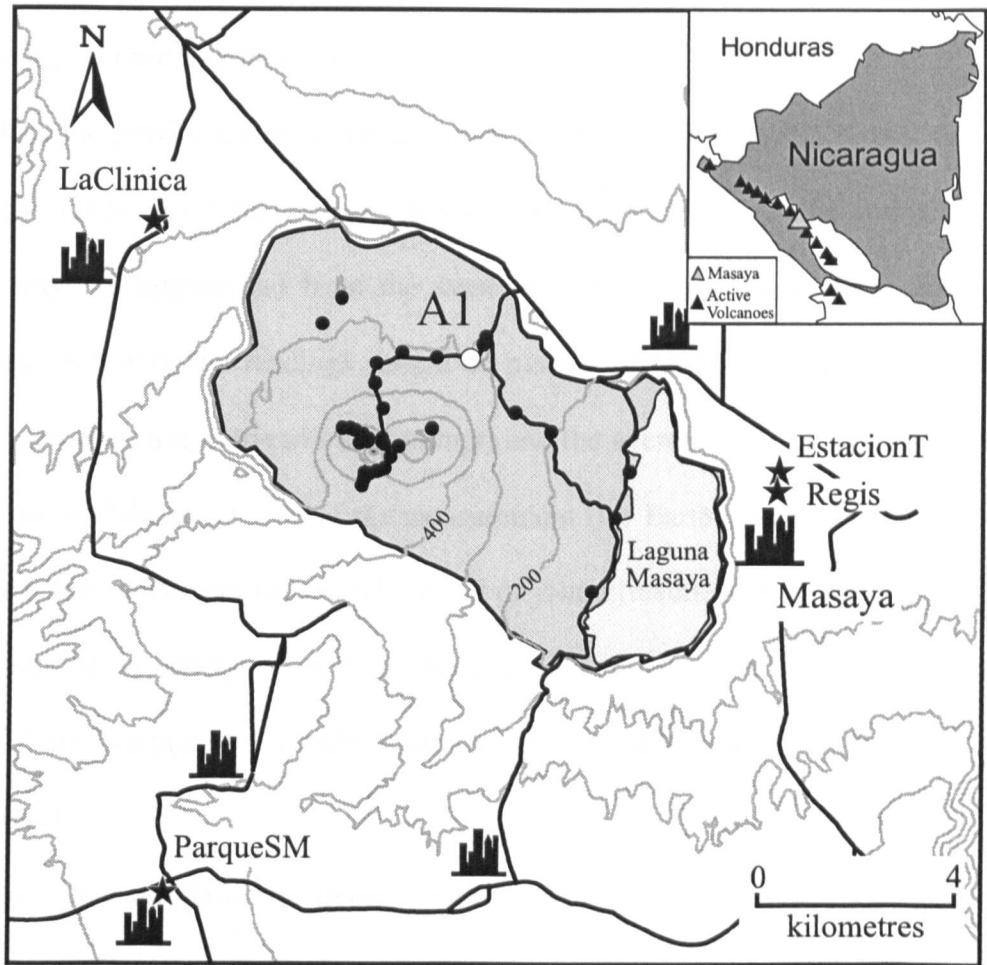 N
Honduras
Nicaragua
Masaya
Active
Volcanoes
LaClinica
A1
EstacionT
Regis
400
200
Laguna
Masaya
Masaya
ParqueSM
0 4
kilometres